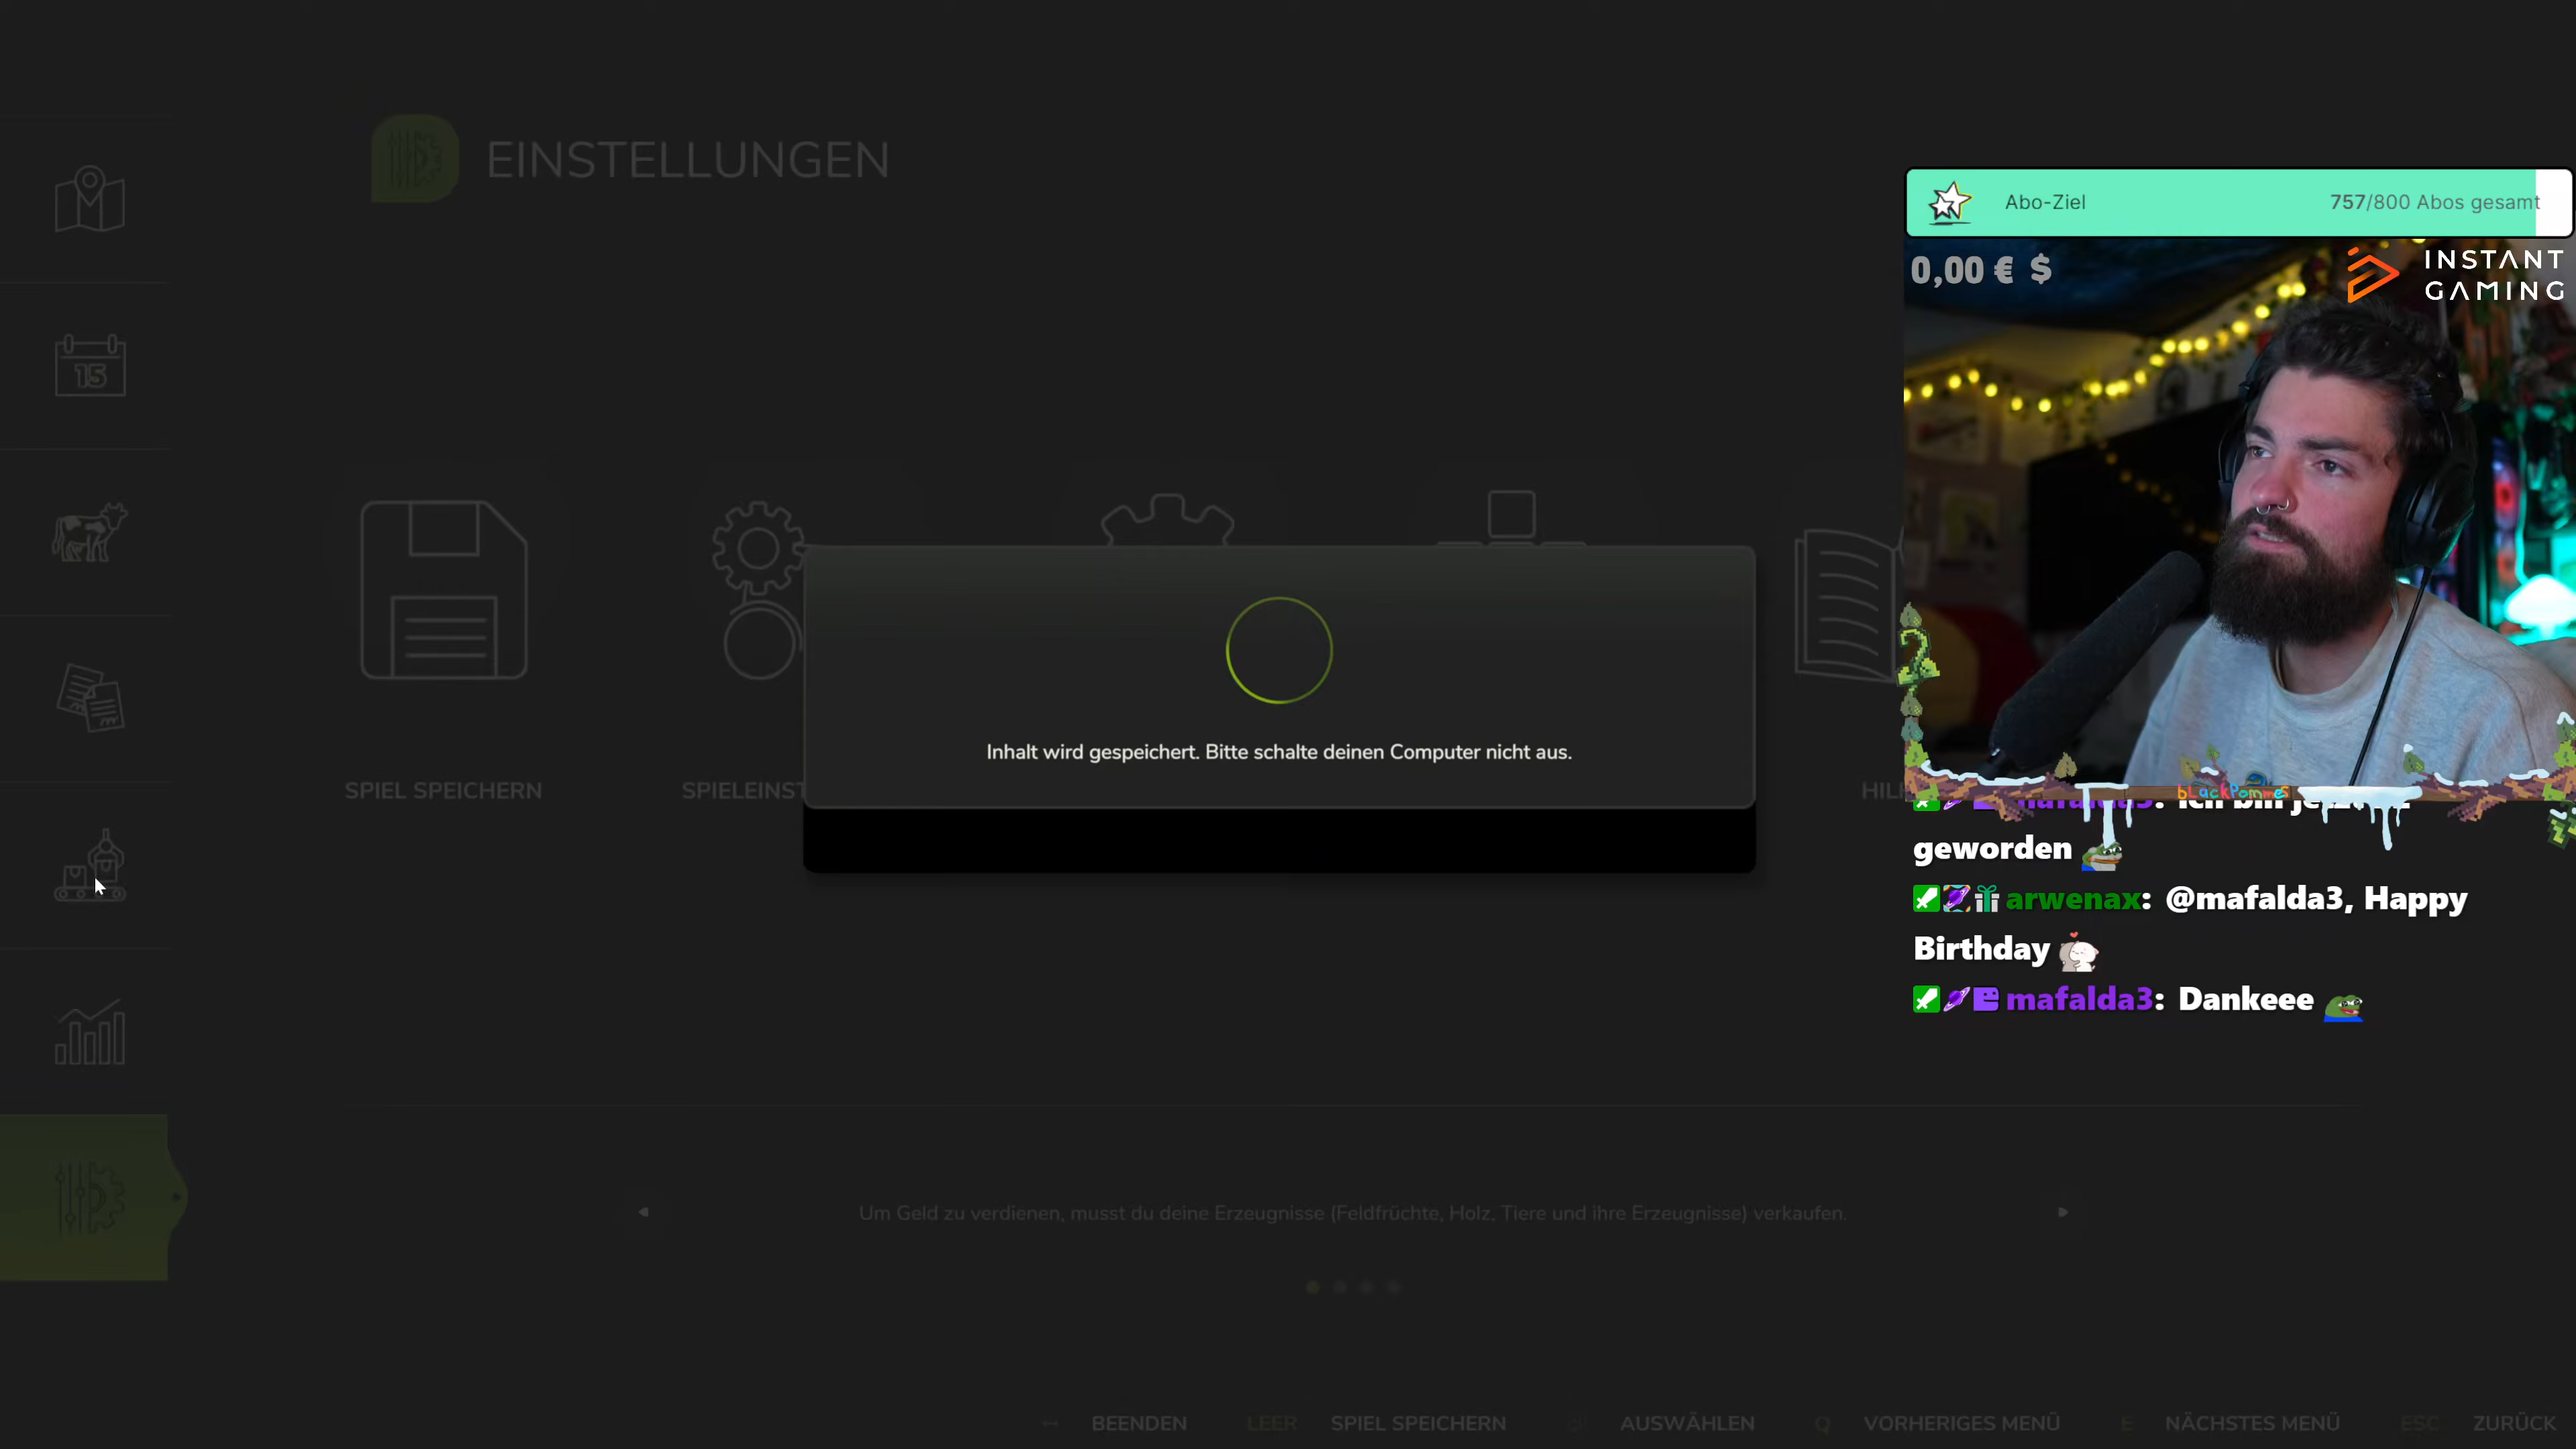 EINSTELLUNGEN
Abo-Ziel
757/800 Abos gesamt
0,00 € $
INSTANT
GAMING
15
Inhalt wird gespeichert. Bitte schalte deinen Computer nicht aus.
SPIEL SPEICHERN
blackPommes
geworden
arwenax: @mafalda3, Happy
Birthday
mafalda3: Dankeee
Um Geld zu verdienen, musst du deine Erzeugnisse (Feldfrüchte, Holz, Tiere und ihre Erzeugnisse) verkaufen.
BEENDEN
LEER SPIEL SPEICHERN
AUSWÄHLEN
Q VORHERIGES MENÜ
E NÄCHSTES MENÜ
ESC ZURÜCK